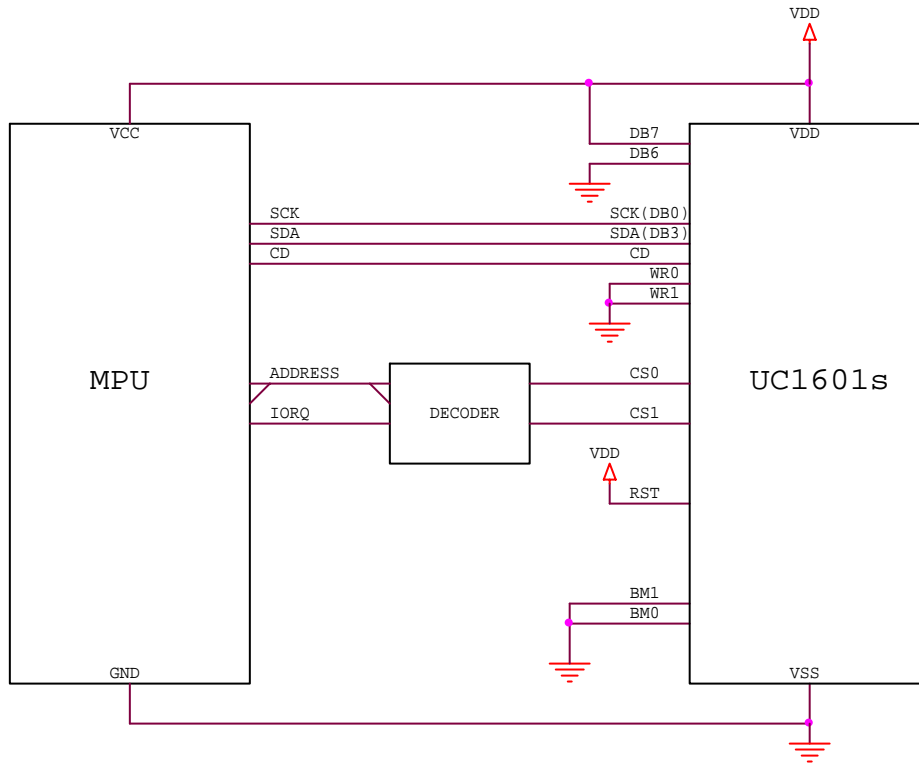 VDD
VCC
VDD
DB7
DB6
SCK
SCK(DB0)
SDA
SDA(DB3)
CD
CD
WR0
WR1
MPU
ADDRESS
CS0
UC1601s
IORQ
DECODER
CS1
VDD
RST
BM1
BM0
GND
VSS